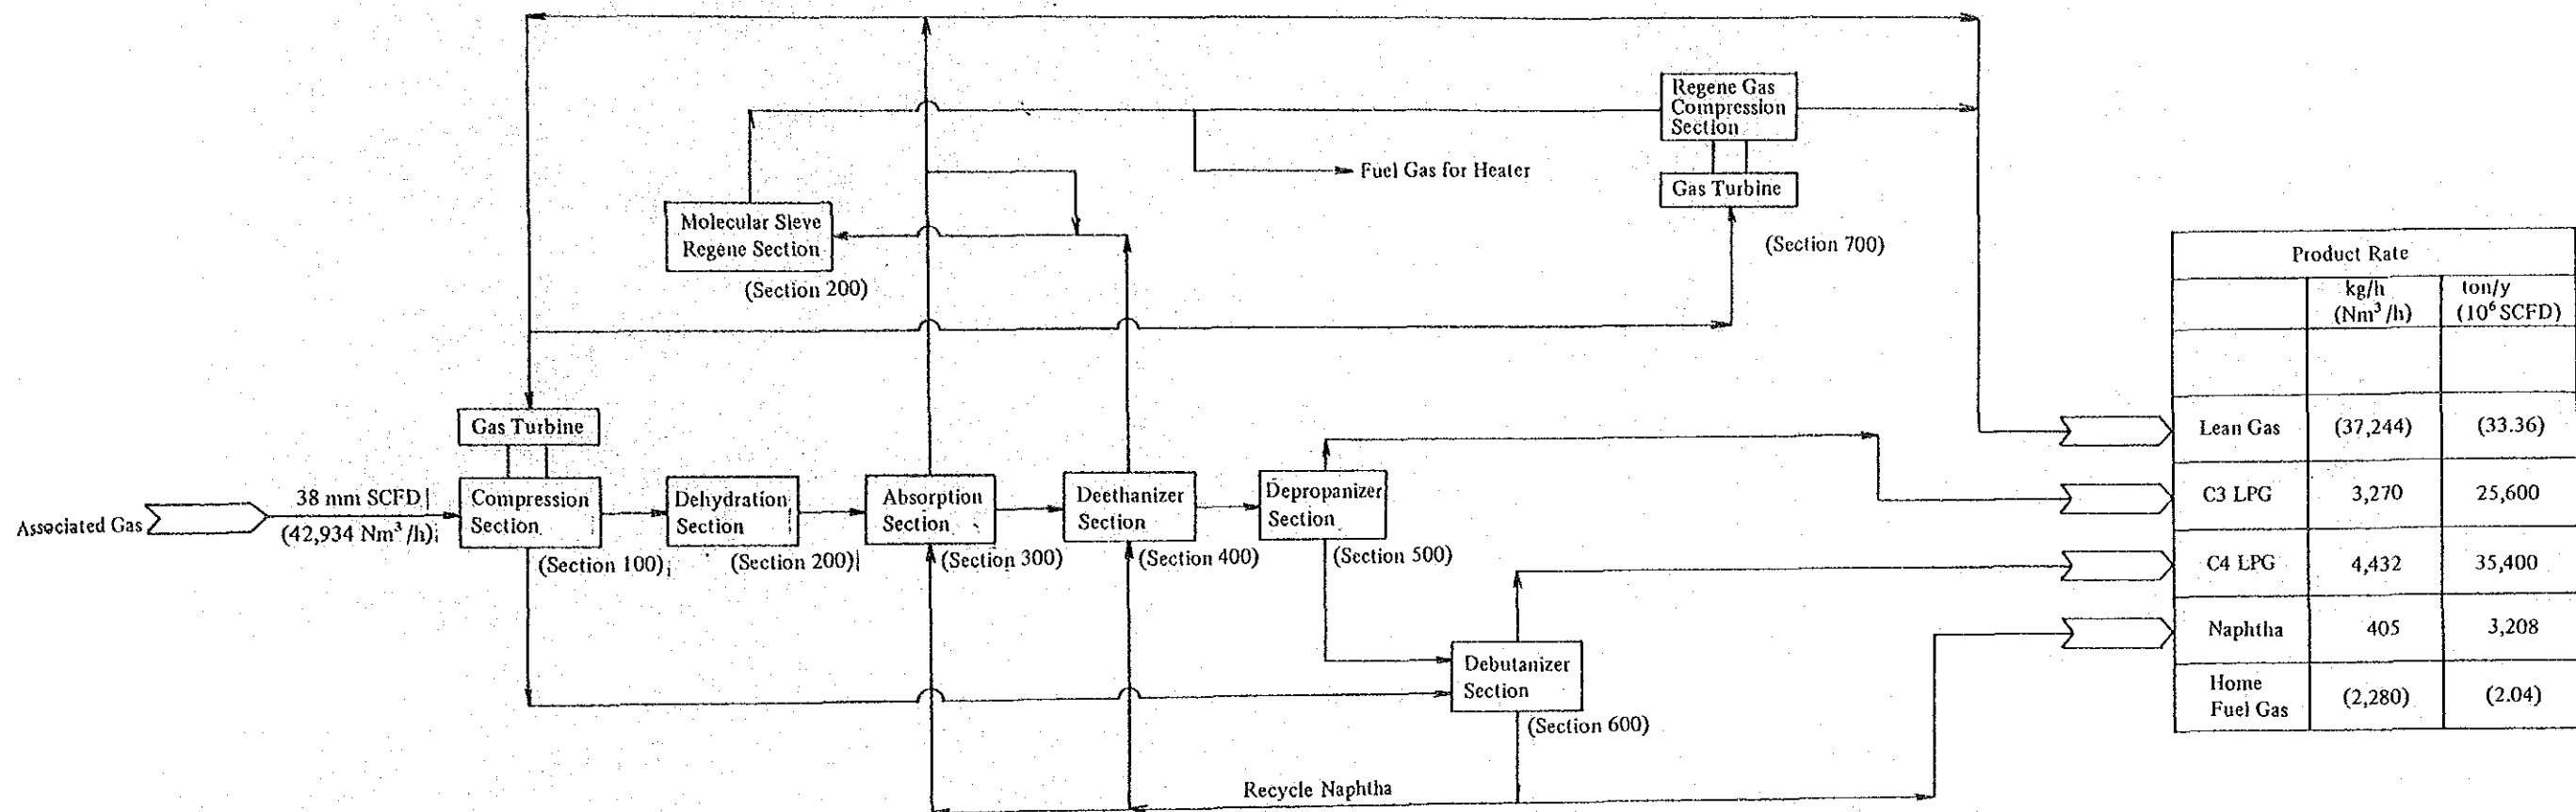 Regene Gas
Compression
Section
Fuel Gas for Heater
Gas Turbine
(Section 700)
Molecular Sieve
Regene Section
(Section 200)
Gas Turbine
Associated Gas
38 mm SCFD
(42,934 Nm³/h)
Compression
Section
(Section 100)
Dehydration
Section
(Section 200)
Absorption
Section
(Section 300)
Deethanizer
Section
(Section 400)
Depropanizer
Section
(Section 500)
Debutanizer
Section
(Section 600)
Recycle Naphtha
Product Rate
kg/h ton/y
(Nm³/h) (10⁶ SCFD)
Lean Gas (37,244) (33.36)
C3 LPG 3,270 25,600
C4 LPG 4,432 35,400
Naphtha 405 3,208
Home
Fuel Gas (2,280) (2.04)